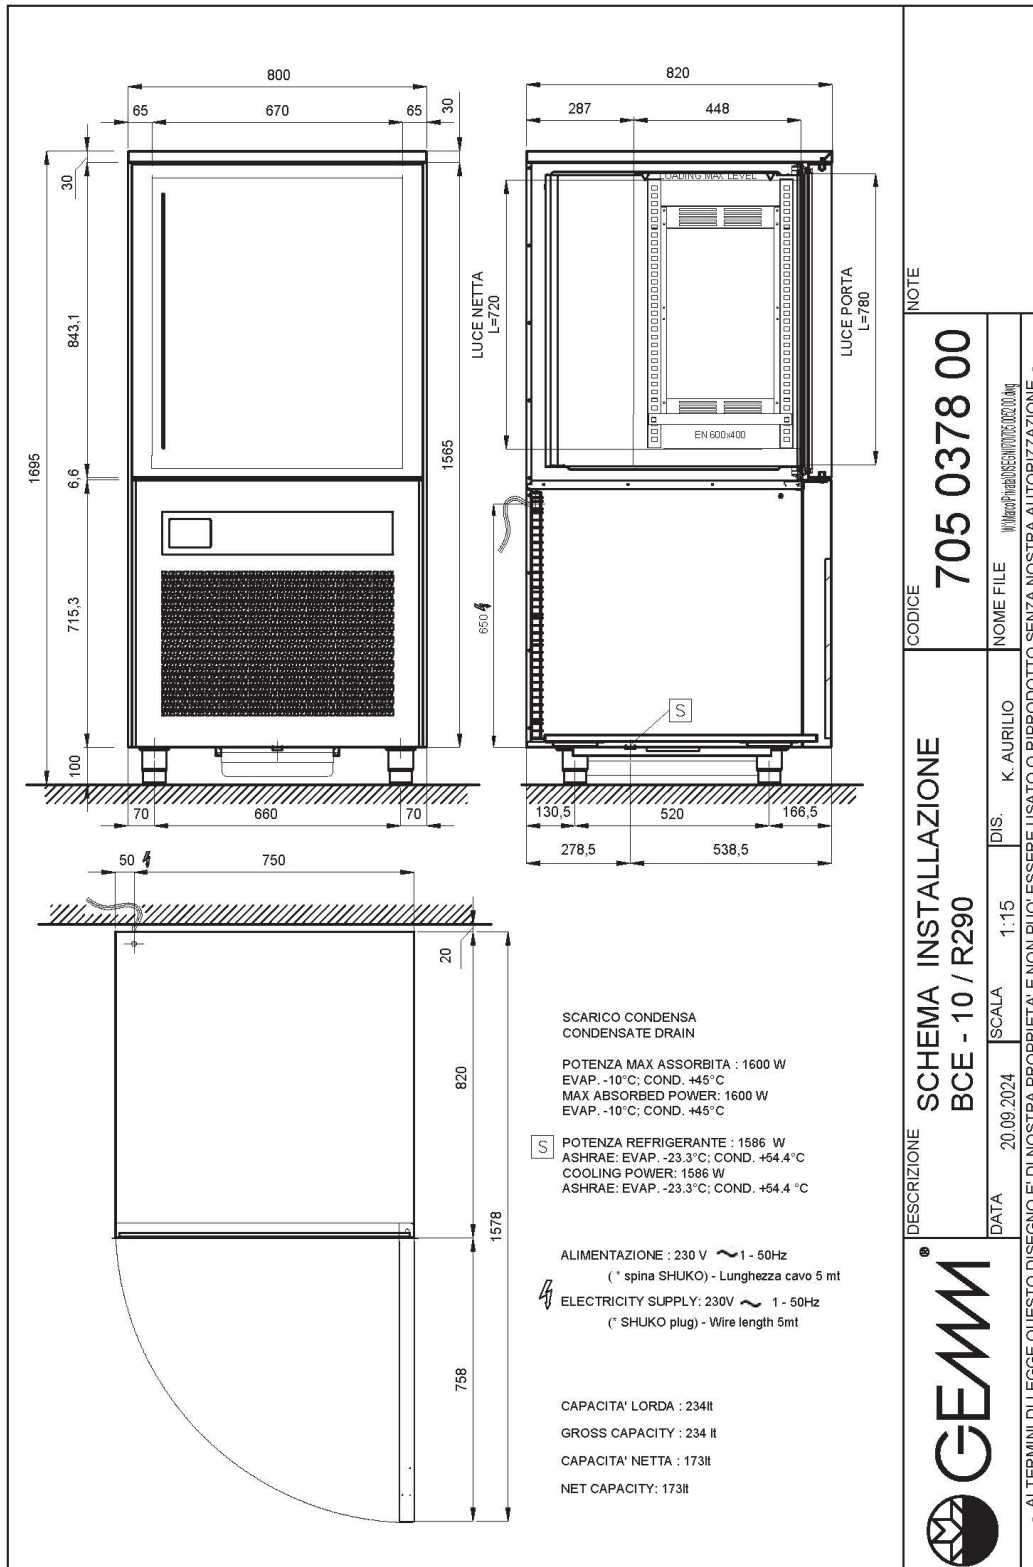 800
65
670
65
30
30
1695
843,1
6,6
715,3
100
1565
70
660
70
820
287
448
LOADING MAX LEVEL
LUCE NETTA
L=720
LUCE PORTA
L=780
EN 600x400
650
S
130,5
520
166,5
278,5
538,5
50
750
20
820
1578
758
SCARICO CONDENSA
CONDENSATE DRAIN
POTENZA MAX ASSORBITA : 1600 W
EVAP. -10°C; COND. +45°C
MAX ABSORBED POWER: 1600 W
EVAP. -10°C; COND. +45°C
S
POTENZA REFRIGERANTE : 1586 W
ASHRAE: EVAP. -23.3°C; COND. +54.4°C
COOLING POWER: 1586 W
ASHRAE: EVAP. -23.3°C; COND. +54.4 °C
ALIMENTAZIONE : 230 V ~ 1 - 50Hz
( * spina SHUKO) - Lunghezza cavo 5 mt
ELECTRICITY SUPPLY: 230V ~ 1 - 50Hz
(* SHUKO plug) - Wire length 5mt
CAPACITA' LORDA : 234lt
GROSS CAPACITY : 234 lt
CAPACITA' NETTA : 173lt
NET CAPACITY: 173lt
NOTE
CODICE
705 0378 00
NOME FILE
DESCRIZIONE
SCHEMA INSTALLAZIONE
BCE - 10 / R290
DATA
20.09.2024
SCALA
1:15
DIS.
K. AURILIO
GEMM ®
AI TERMINI DI LEGGE QUESTO DISEGNO E' DI NOSTRA PROPRIETA' E NON PUO' ESSERE USATO O RIPRODOTTO SENZA NOSTRA AUTORIZZAZIONE